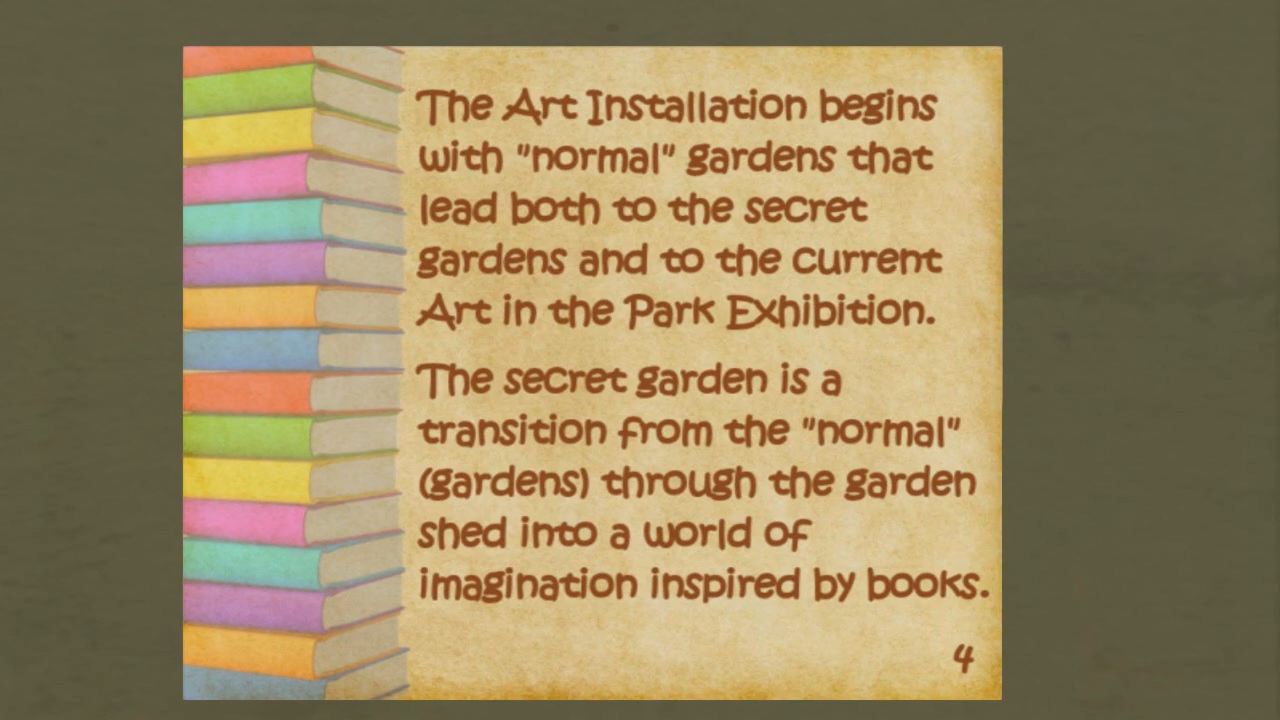 The Art Installation begins
with "normal" gardens that
lead both to the secret
gardens and to the current
Art in the Park Exhibition.
The secret garden is a
transition from the "normal"
(gardens) through the garden
shed into a world of
imagination inspired by books.
4